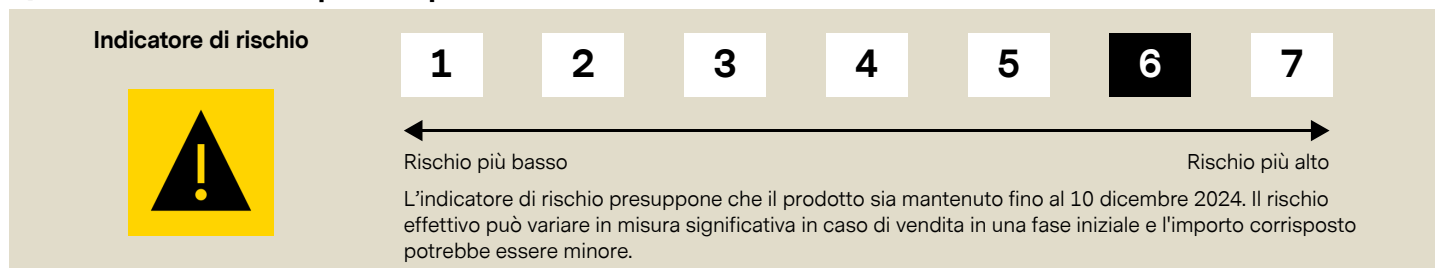 Indicatore di rischio
1 2 3 4 5 6 7
Rischio più basso
Rischio più alto
L'indicatore di rischio presuppone che il prodotto sia mantenuto fino al 10 dicembre 2024. Il rischio
effettivo può variare in misura significativa in caso di vendita in una fase iniziale e l'importo corrisposto
potrebbe essere minore.